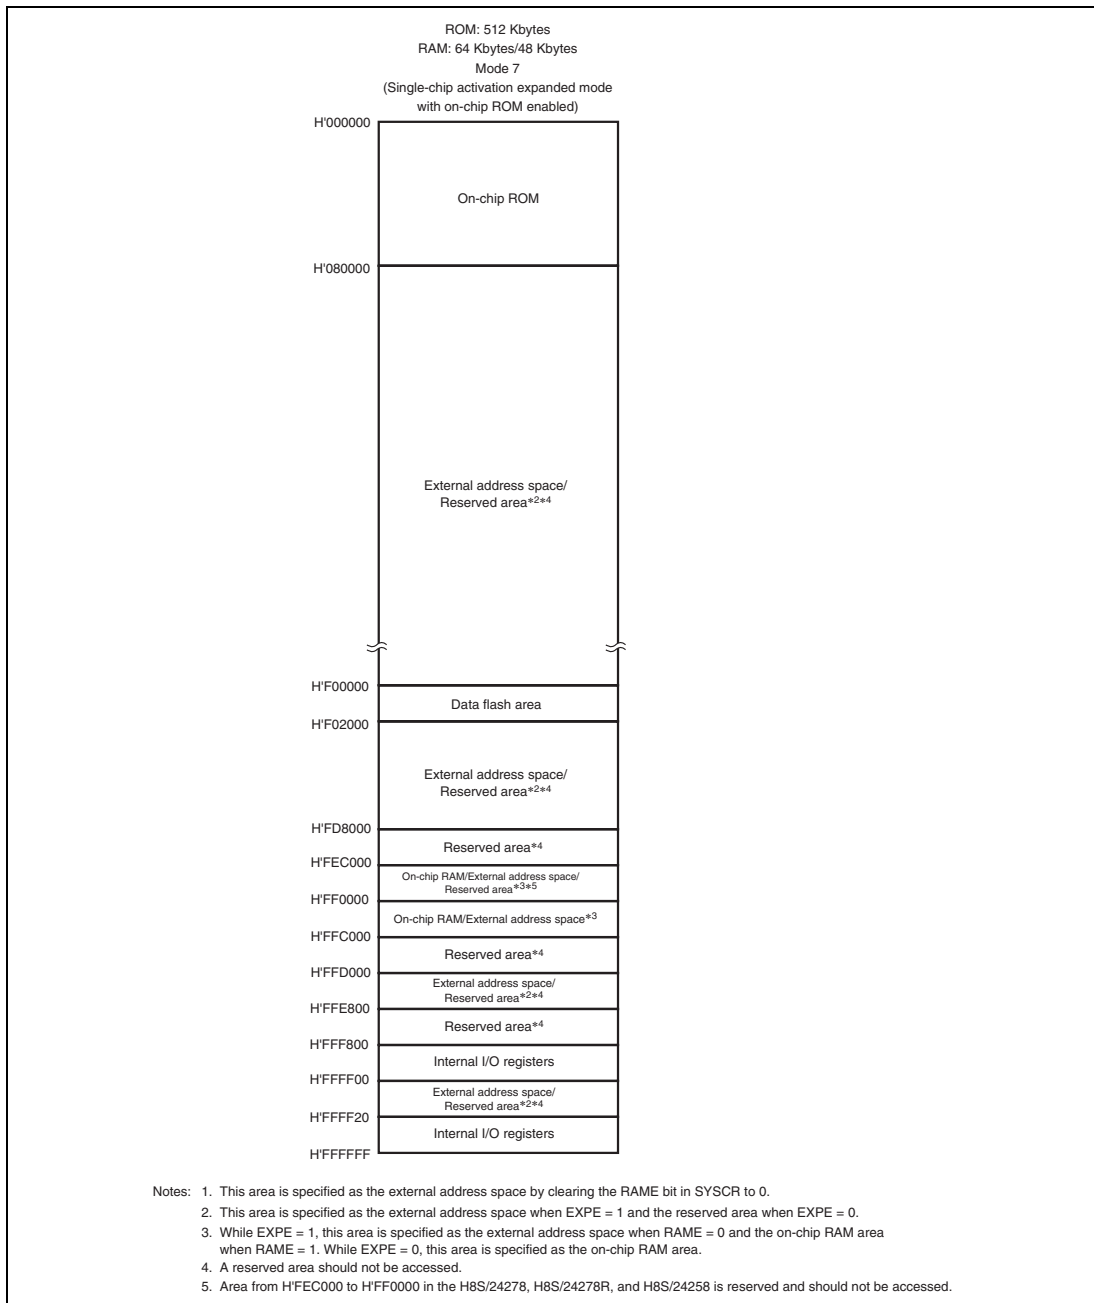 ROM: 512 Kbytes
RAM: 64 Kbytes/48 Kbytes
Mode 7
(Single-chip activation expanded mode
with on-chip ROM enabled)
H'000000
On-chip ROM
H'080000
External address space/
Reserved area*2*4
H'F00000
Data flash area
H'F02000
External address space/
Reserved area*2*4
H'FD8000
Reserved area*4
H'FEC000
On-chip RAM/External address space/
Reserved area*3*5
H'FF0000
On-chip RAM/External address space*3
H'FFC000
Reserved area*4
H'FFD000
External address space/
Reserved area*2*4
H'FFE800
Reserved area*4
H'FFF800
Internal I/O registers
H'FFFF00
External address space/
Reserved area*2*4
H'FFFF20
Internal I/O registers
H'FFFFFF
Notes: 1. This area is specified as the external address space by clearing the RAME bit in SYSCR to 0.
2. This area is specified as the external address space when EXPE = 1 and the reserved area when EXPE = 0.
3. While EXPE = 1, this area is specified as the external address space when RAME = 0 and the on-chip RAM area
when RAME = 1. While EXPE = 0, this area is specified as the on-chip RAM area.
4. A reserved area should not be accessed.
5. Area from H'FEC000 to H'FF0000 in the H8S/24278, H8S/24278R, and H8S/24258 is reserved and should not be accessed.